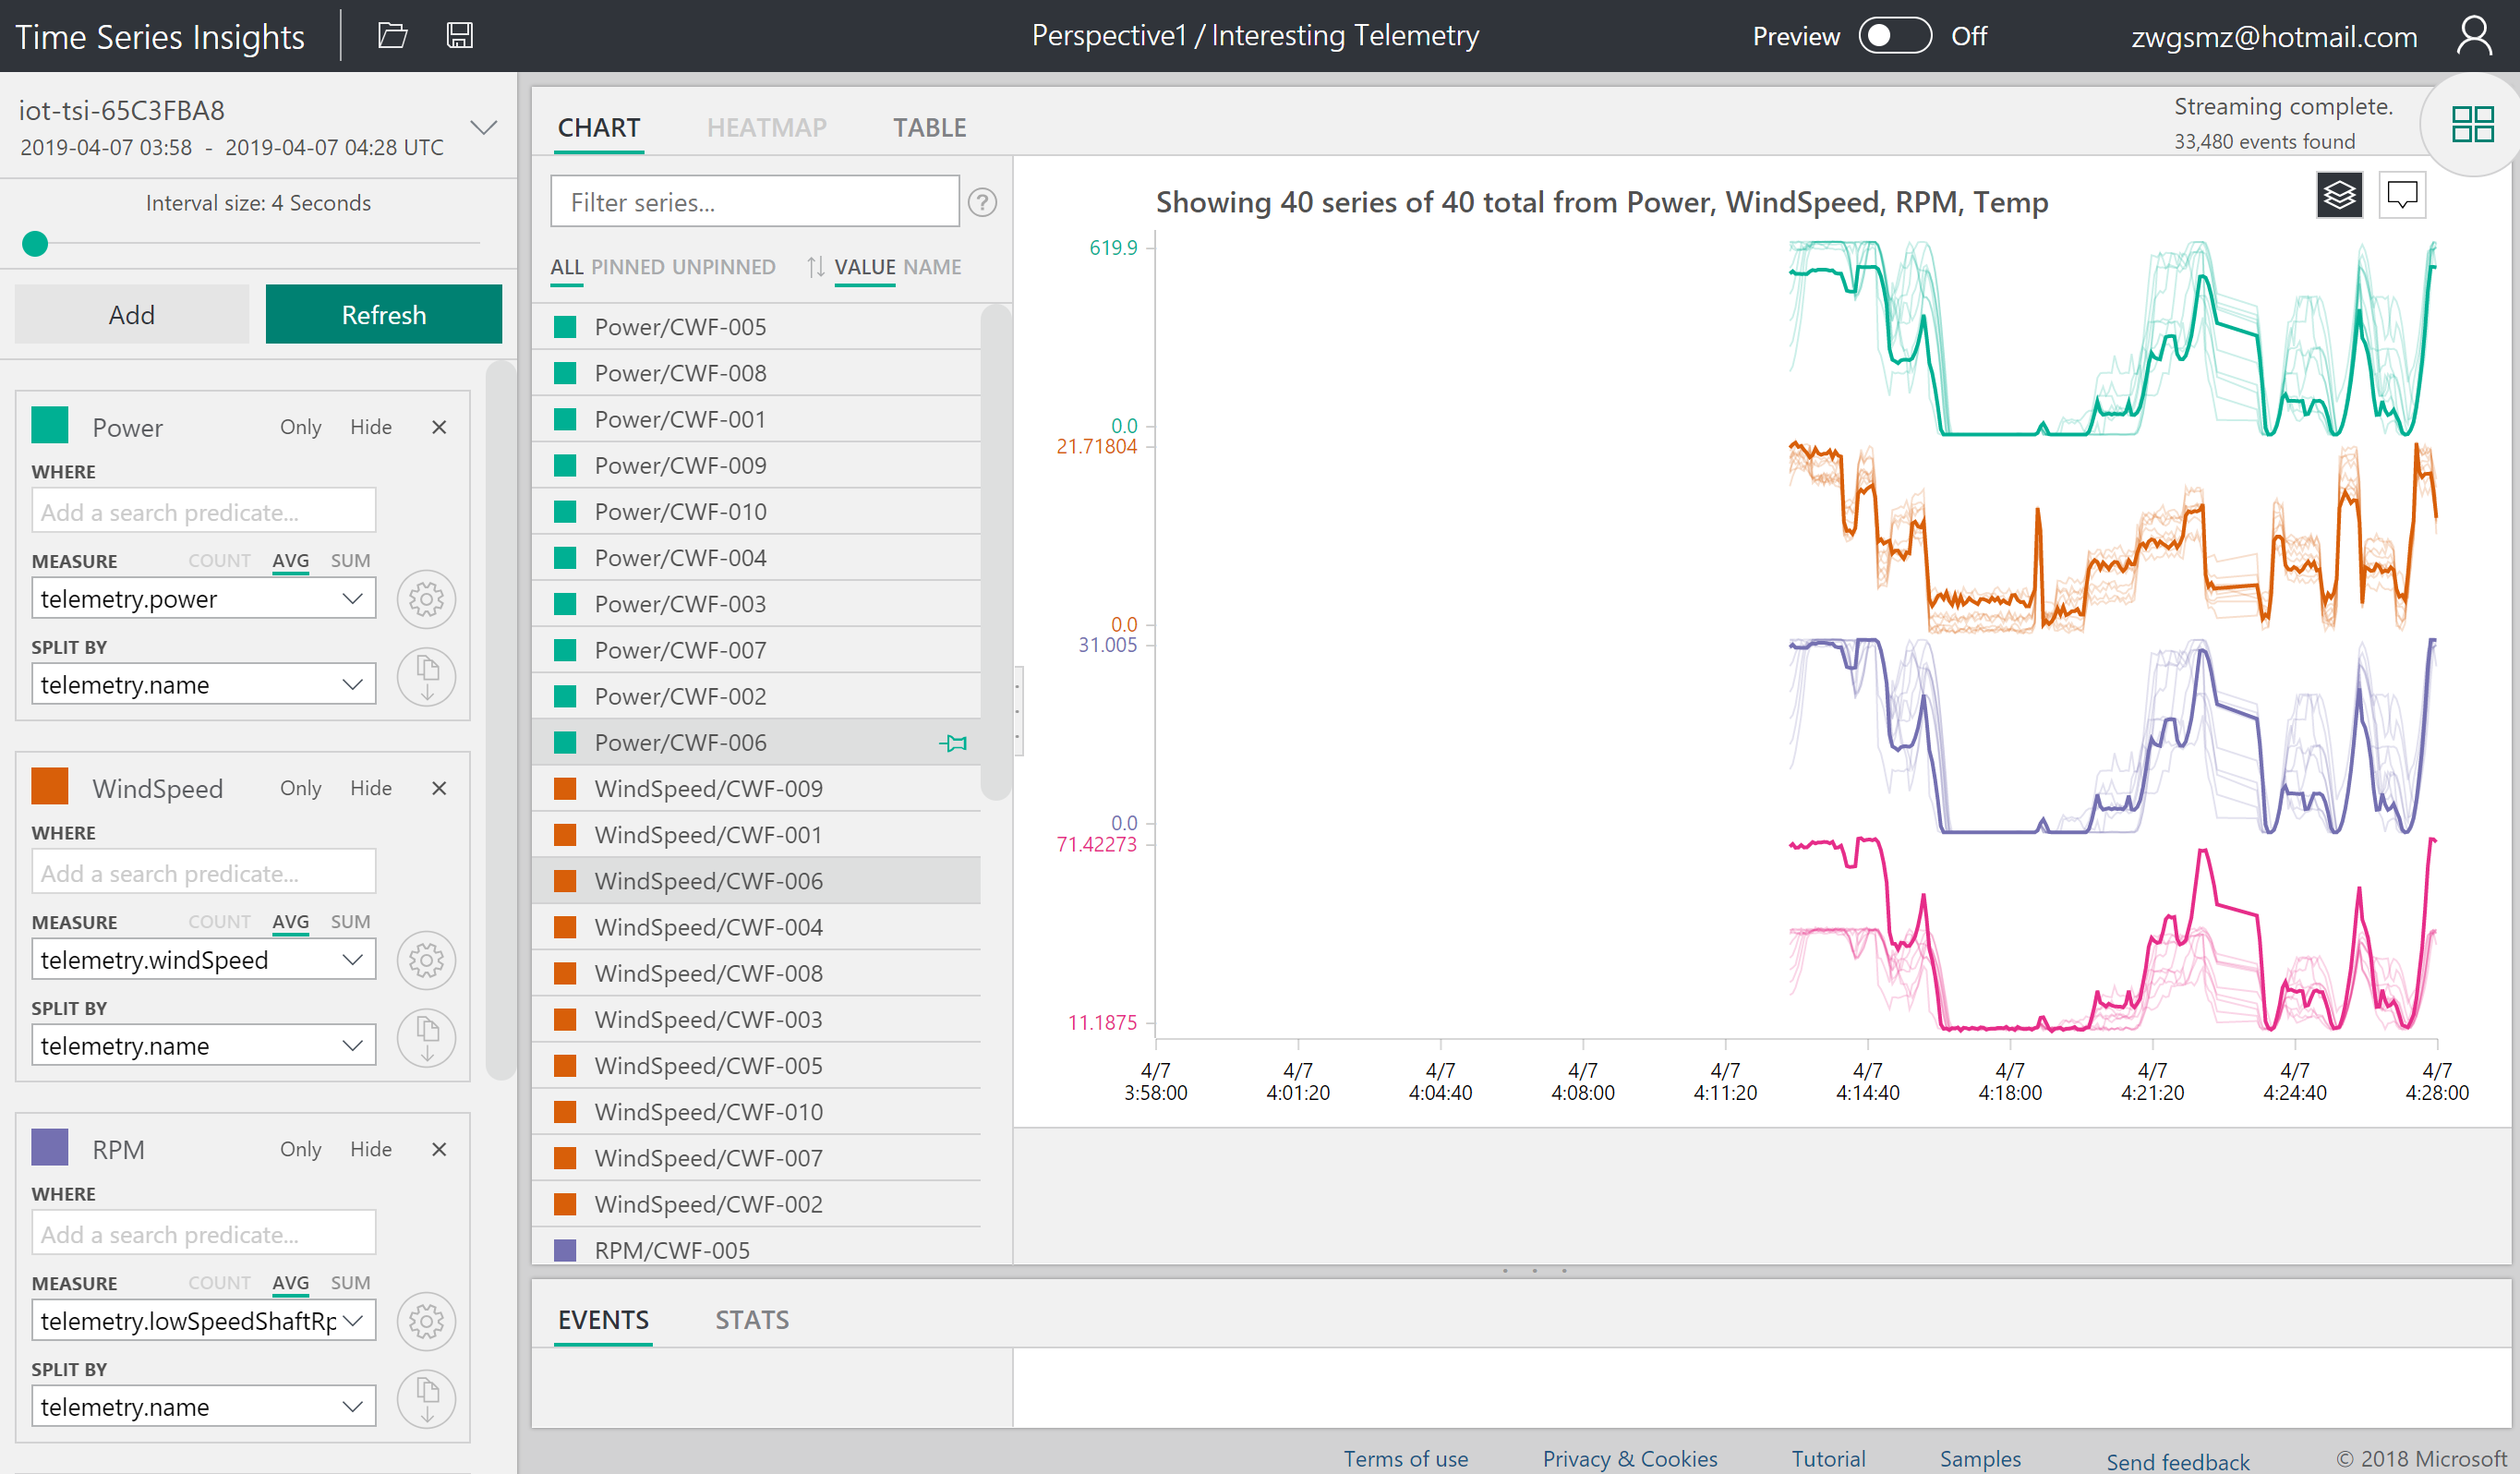 Time Series Insights
Perspective1 / Interesting Telemetry
Preview Off
zwgsmz@hotmail.com
iot-tsi-65C3FBA8
2019-04-07 03:58 - 2019-04-07 04:28 UTC
Interval size: 4 Seconds
Add Refresh
Power Only Hide ×
WHERE
Add a search predicate...
MEASURE COUNT AVG SUM
telemetry.power
SPLIT BY
telemetry.name
WindSpeed Only Hide ×
WHERE
Add a search predicate...
MEASURE COUNT AVG SUM
telemetry.windSpeed
SPLIT BY
telemetry.name
RPM Only Hide ×
WHERE
Add a search predicate...
MEASURE COUNT AVG SUM
telemetry.lowSpeedShaftRp
SPLIT BY
telemetry.name
CHART HEATMAP TABLE
Streaming complete.
33,480 events found
Filter series... ?
ALL PINNED UNPINNED VALUE NAME
Power/CWF-005
Power/CWF-008
Power/CWF-001
Power/CWF-009
Power/CWF-010
Power/CWF-004
Power/CWF-003
Power/CWF-007
Power/CWF-002
Power/CWF-006
WindSpeed/CWF-009
WindSpeed/CWF-001
WindSpeed/CWF-006
WindSpeed/CWF-004
WindSpeed/CWF-008
WindSpeed/CWF-003
WindSpeed/CWF-005
WindSpeed/CWF-010
WindSpeed/CWF-007
WindSpeed/CWF-002
RPM/CWF-005
Showing 40 series of 40 total from Power, WindSpeed, RPM, Temp
619.9
0.0
21.71804
0.0
31.005
0.0
71.42273
11.1875
4/7 4/7 4/7 4/7 4/7 4/7 4/7 4/7 4/7 4/7
3:58:00 4:01:20 4:04:40 4:08:00 4:11:20 4:14:40 4:18:00 4:21:20 4:24:40 4:28:00
EVENTS STATS
Terms of use Privacy & Cookies Tutorial Samples Send feedback © 2018 Microsoft